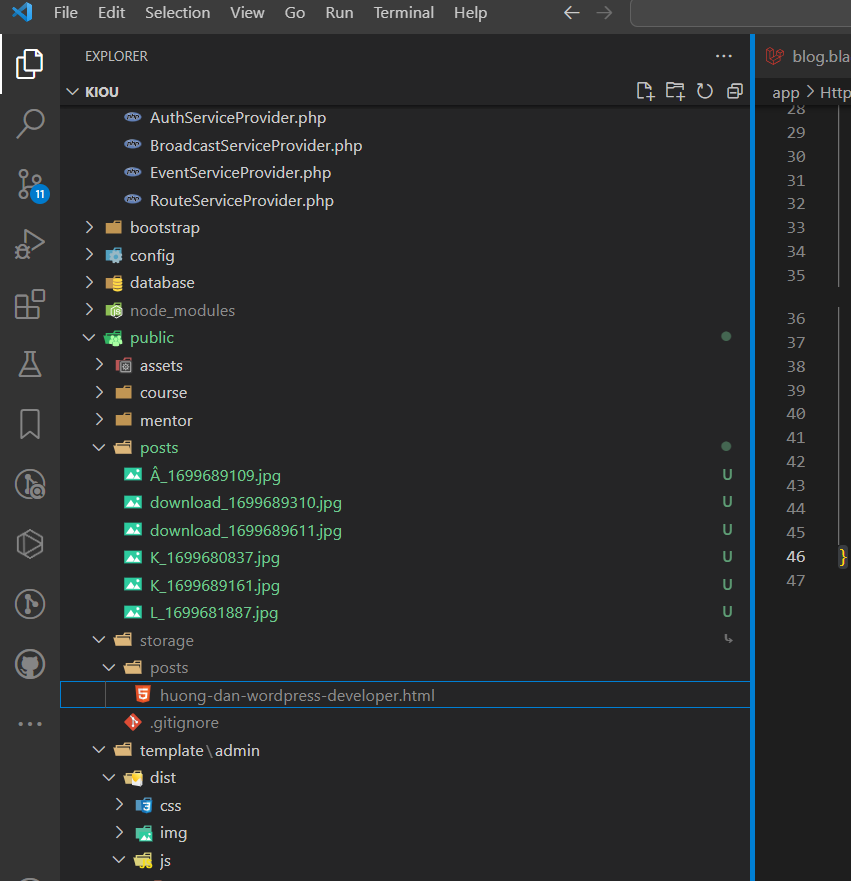 File Edit Selection View Go Run Terminal Help
EXPLORER
blog.bla
KIOU
app > Http
AuthServiceProvider.php
BroadcastServiceProvider.php
EventServiceProvider.php
RouteServiceProvider.php
bootstrap
config
database
node_modules
public
assets
course
mentor
posts
Â_1699689109.jpg U
download_1699689310.jpg U
download_1699689611.jpg U
K_1699680837.jpg U
K_1699689161.jpg U
L_1699681887.jpg U
storage
posts
huong-dan-wordpress-developer.html
.gitignore
template\admin
dist
css
img
js
11
28
29
30
31
32
33
34
35
36
37
38
39
40
41
42
43
44
45
46 }
47